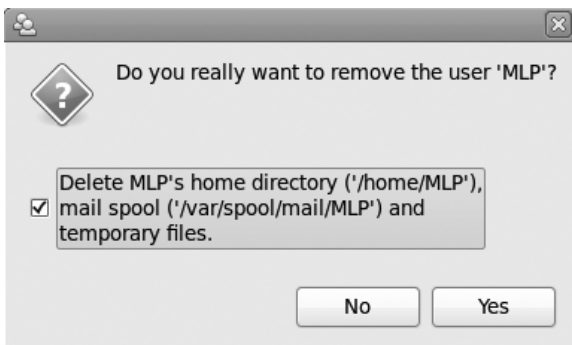 Do you really want to remove the user 'MLP'?
Delete MLP's home directory ('/home/MLP'),
mail spool ('/var/spool/mail/MLP') and
temporary files.
No
Yes